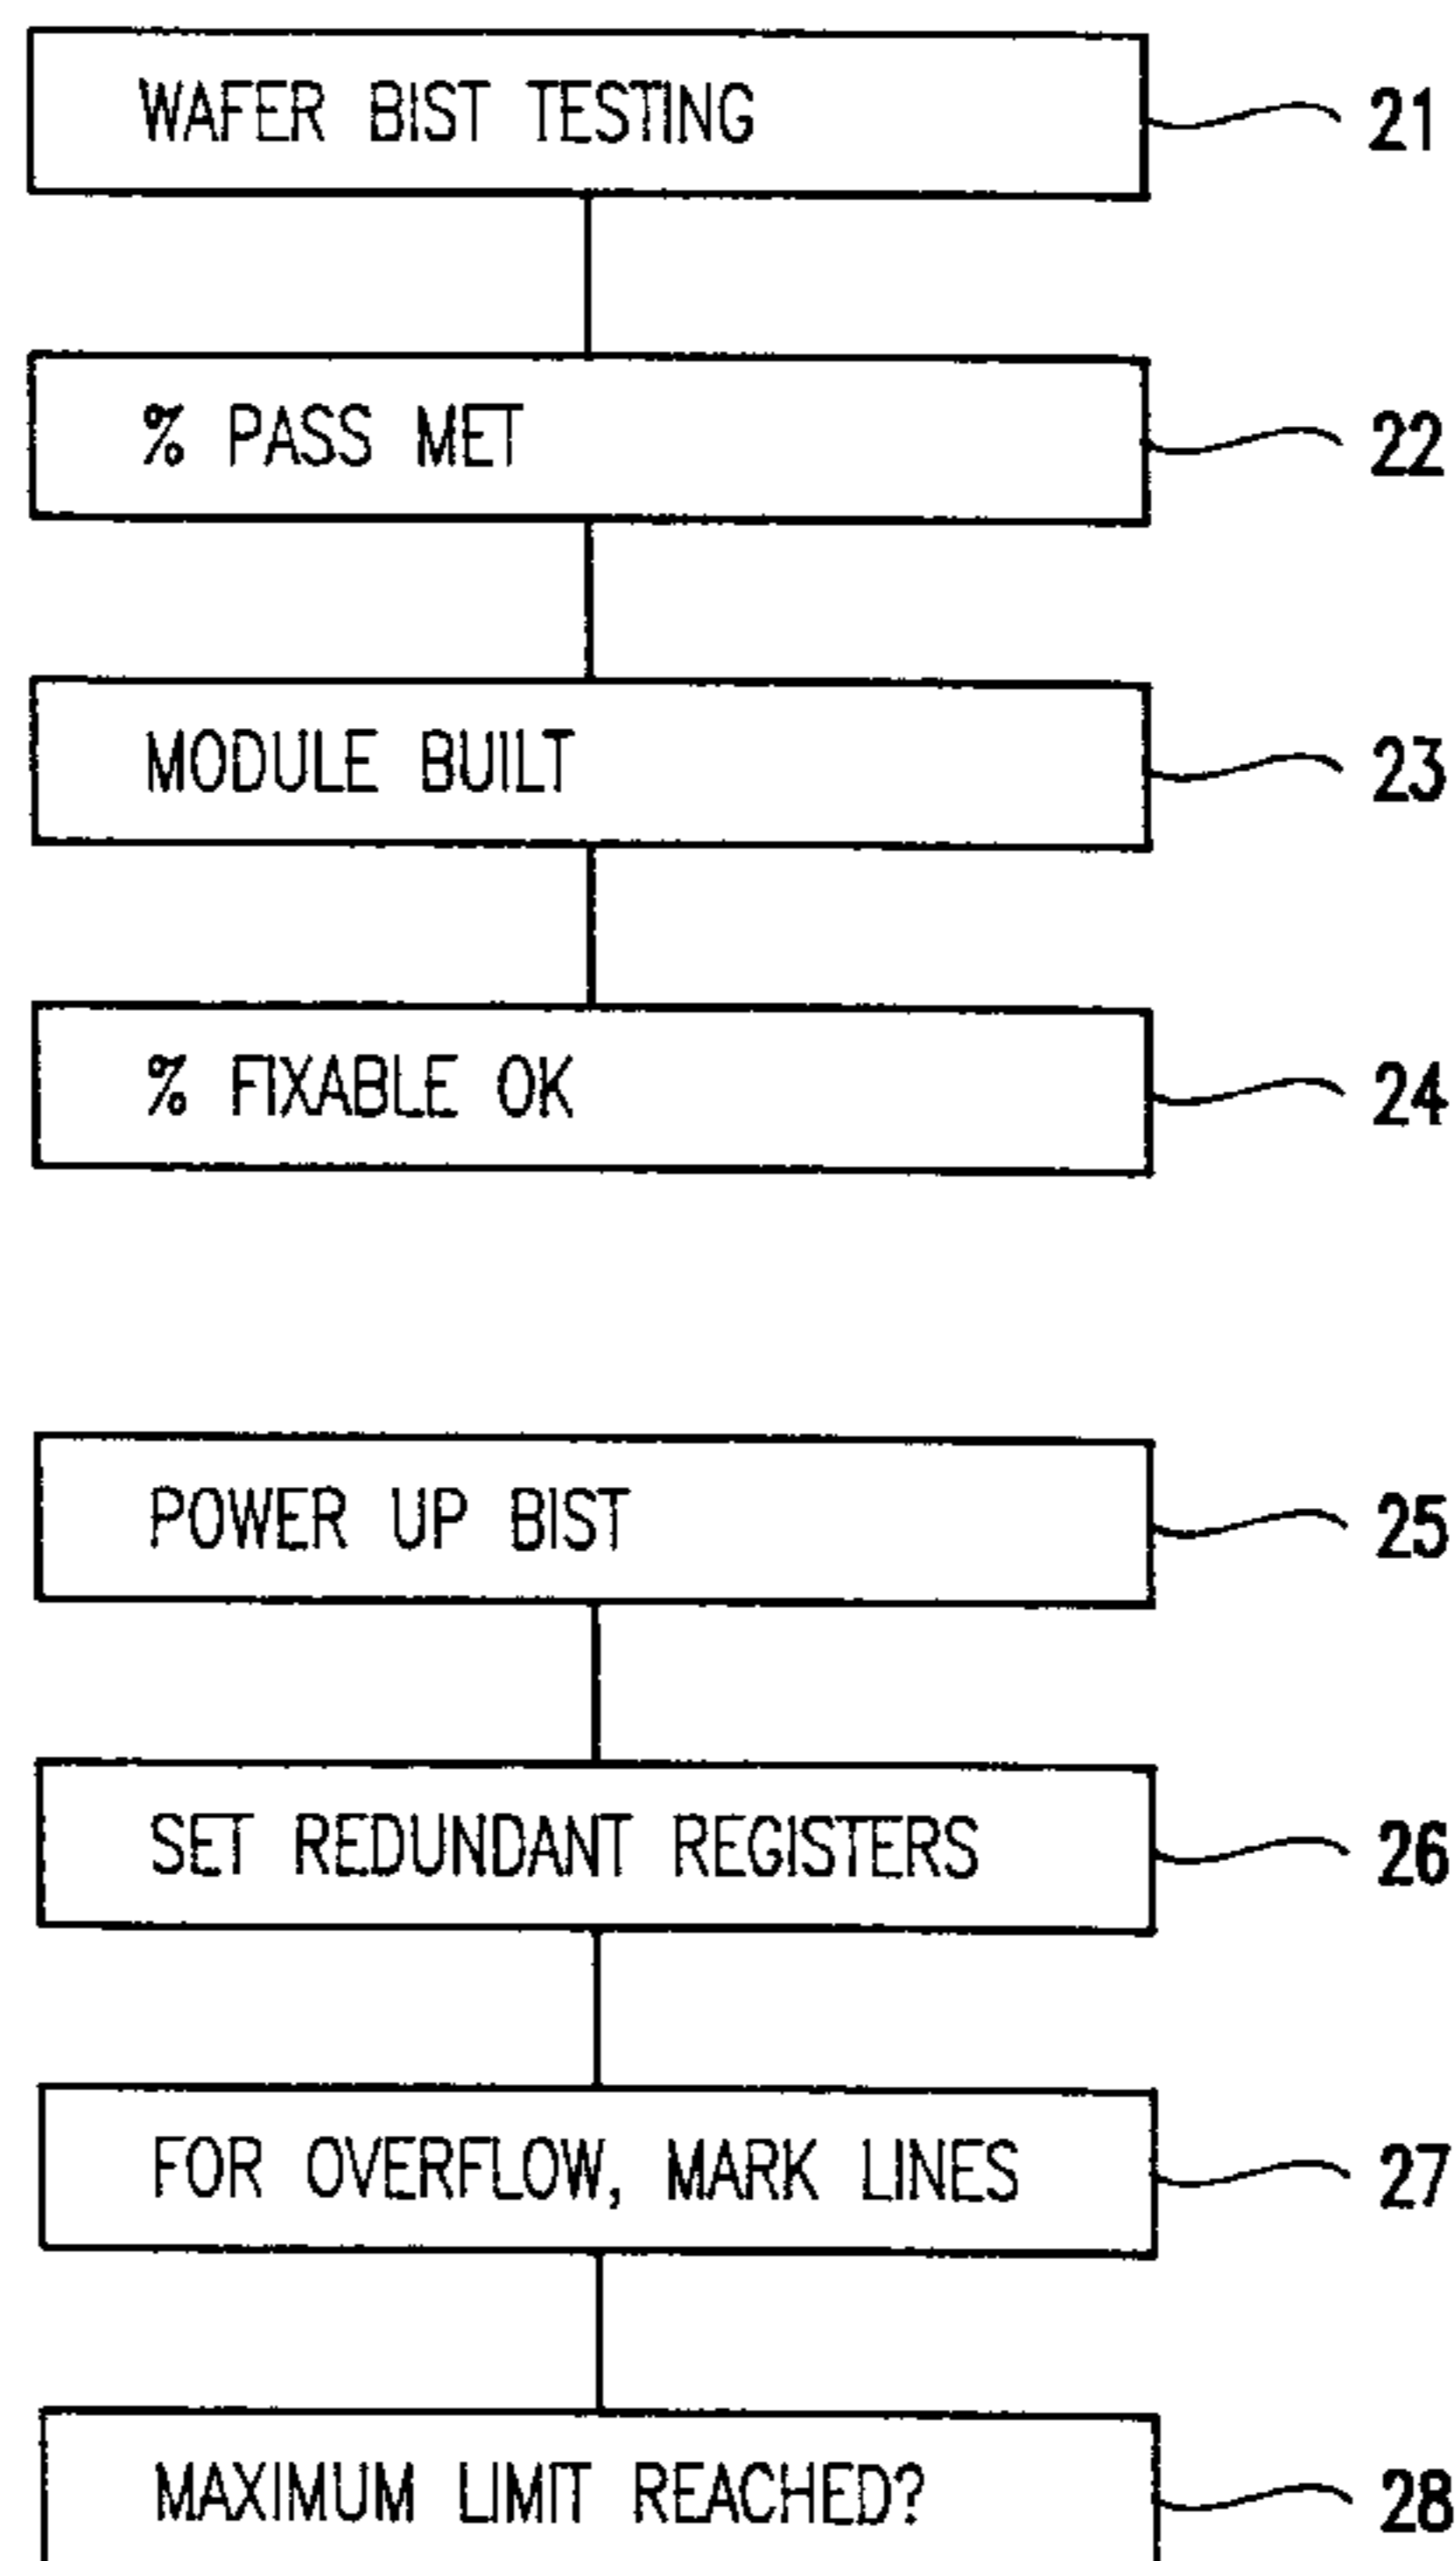 WAFER BIST TESTING 21
% PASS MET 22
MODULE BUILT 23
% FIXABLE OK 24
POWER UP BIST 25
SET REDUNDANT REGISTERS 26
FOR OVERFLOW, MARK LINES 27
MAXIMUM LIMIT REACHED? 28